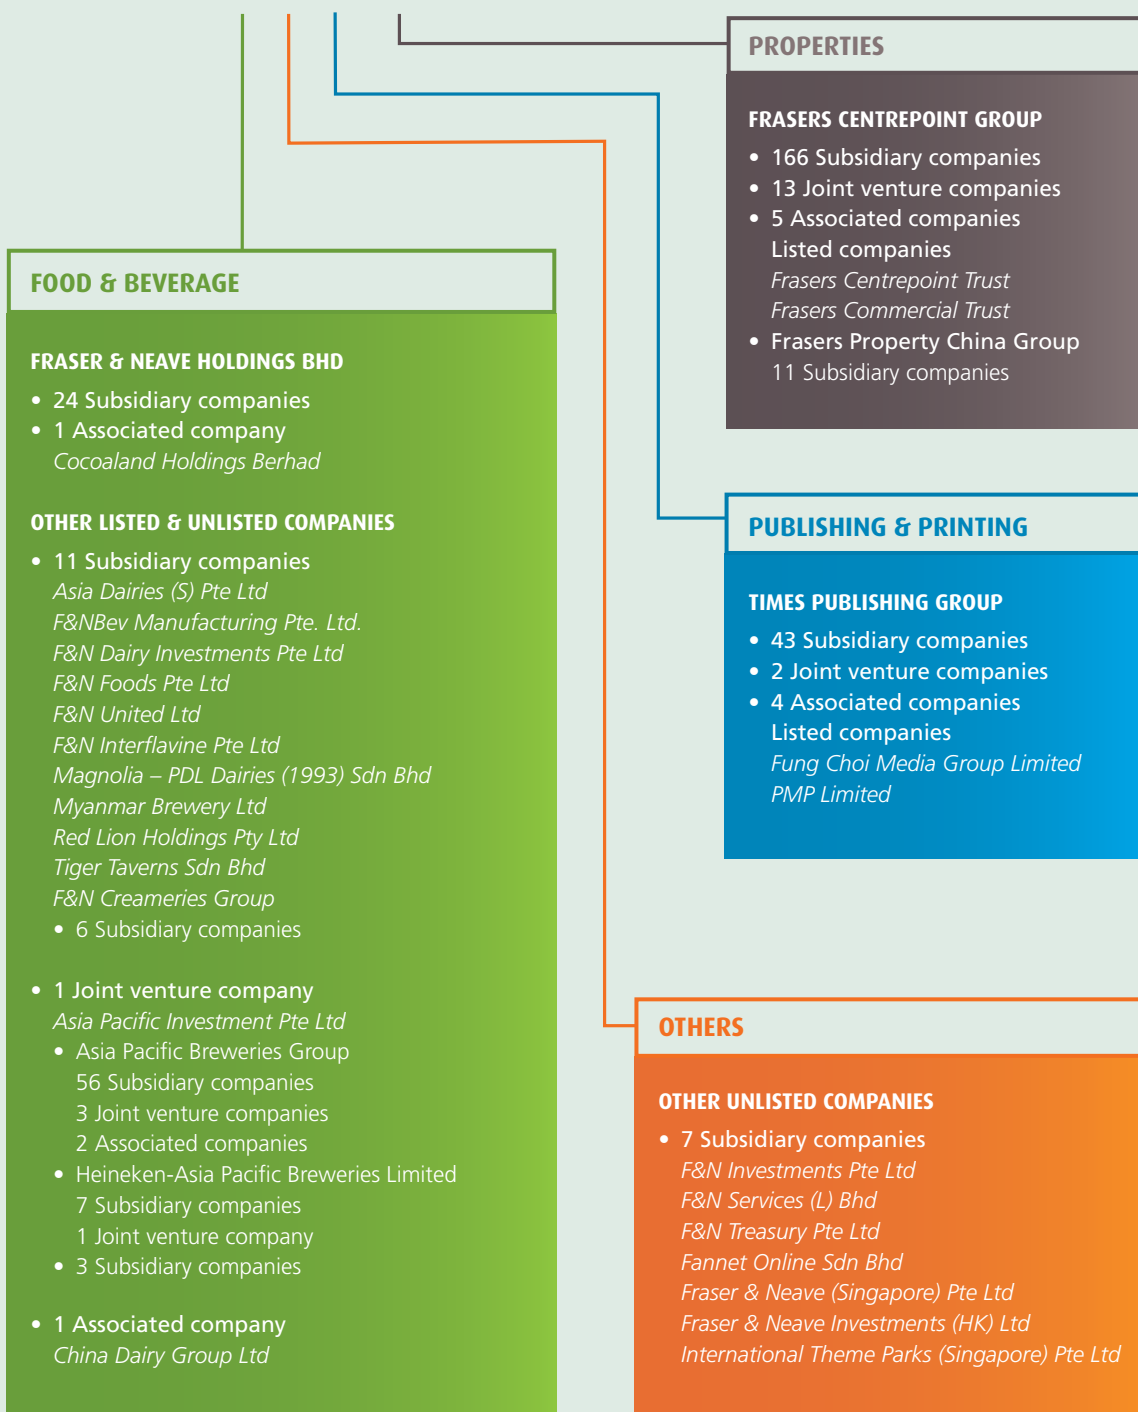 PROPERTIES
FRASERS CENTREPOINT GROUP
• 166 Subsidiary companies
• 13 Joint venture companies
• 5 Associated companies
Listed companies
Frasers Centrepoint Trust
Frasers Commercial Trust
• Frasers Property China Group
11 Subsidiary companies
FOOD & BEVERAGE
FRASER & NEAVE HOLDINGS BHD
• 24 Subsidiary companies
• 1 Associated company
Cocoaland Holdings Berhad
OTHER LISTED & UNLISTED COMPANIES
• 11 Subsidiary companies
Asia Dairies (S) Pte Ltd
F&NBev Manufacturing Pte. Ltd.
F&N Dairy Investments Pte Ltd
F&N Foods Pte Ltd
F&N United Ltd
F&N Interflavine Pte Ltd
Magnolia – PDL Dairies (1993) Sdn Bhd
Myanmar Brewery Ltd
Red Lion Holdings Pty Ltd
Tiger Taverns Sdn Bhd
F&N Creameries Group
• 6 Subsidiary companies
• 1 Joint venture company
Asia Pacific Investment Pte Ltd
• Asia Pacific Breweries Group
56 Subsidiary companies
3 Joint venture companies
2 Associated companies
• Heineken-Asia Pacific Breweries Limited
7 Subsidiary companies
1 Joint venture company
• 3 Subsidiary companies
• 1 Associated company
China Dairy Group Ltd
PUBLISHING & PRINTING
TIMES PUBLISHING GROUP
• 43 Subsidiary companies
• 2 Joint venture companies
• 4 Associated companies
Listed companies
Fung Choi Media Group Limited
PMP Limited
OTHERS
OTHER UNLISTED COMPANIES
• 7 Subsidiary companies
F&N Investments Pte Ltd
F&N Services (L) Bhd
F&N Treasury Pte Ltd
Fannet Online Sdn Bhd
Fraser & Neave (Singapore) Pte Ltd
Fraser & Neave Investments (HK) Ltd
International Theme Parks (Singapore) Pte Ltd